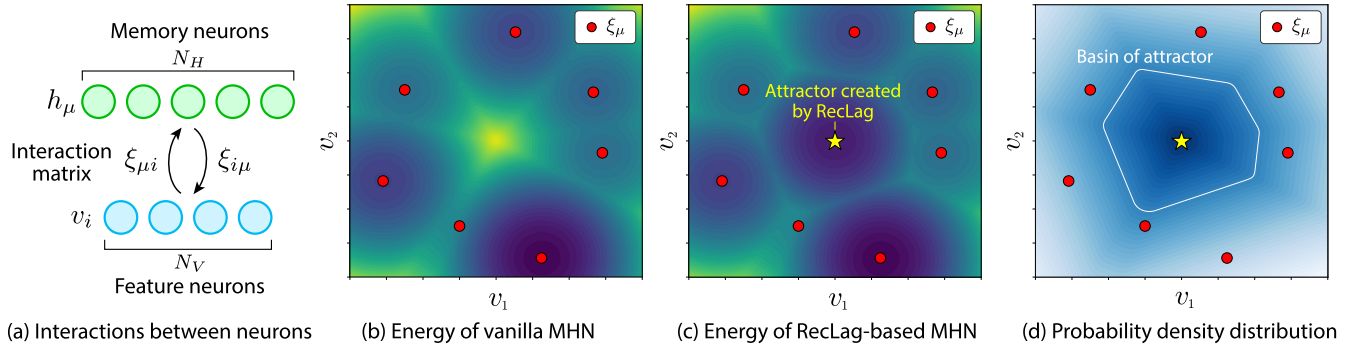 Memory neurons
N_H
h_μ
Interaction
matrix
ξ_μi
ξ_iμ
v_i
N_V
Feature neurons
(a) Interactions between neurons
ξ_μ
v_2
v_1
(b) Energy of vanilla MHN
ξ_μ
Attractor created
by RecLag
v_2
v_1
(c) Energy of RecLag-based MHN
ξ_μ
Basin of attractor
v_2
v_1
(d) Probability density distribution